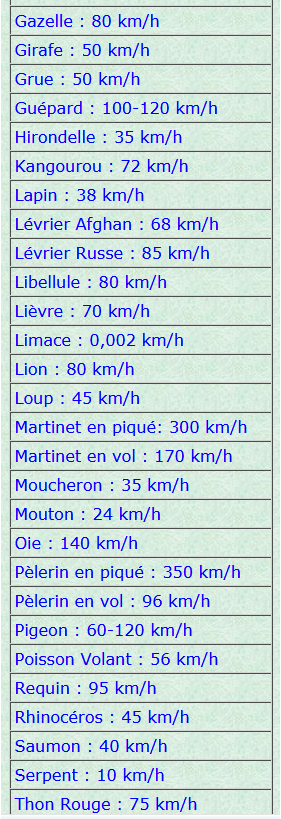 Gazelle : 80 km/h
Girafe : 50 km/h
Grue : 50 km/h
Guépard : 100-120 km/h
Hirondelle : 35 km/h
Kangourou : 72 km/h
Lapin : 38 km/h
Lévrier Afghan : 68 km/h
Lévrier Russe : 85 km/h
Libellule : 80 km/h
Lièvre : 70 km/h
Limace : 0,002 km/h
Lion : 80 km/h
Loup : 45 km/h
Martinet en piqué: 300 km/h
Martinet en vol : 170 km/h
Moucheron : 35 km/h
Mouton : 24 km/h
Oie : 140 km/h
Pèlerin en piqué : 350 km/h
Pèlerin en vol : 96 km/h
Pigeon : 60-120 km/h
Poisson Volant : 56 km/h
Requin : 95 km/h
Rhinocéros : 45 km/h
Saumon : 40 km/h
Serpent : 10 km/h
Thon Rouge : 75 km/h